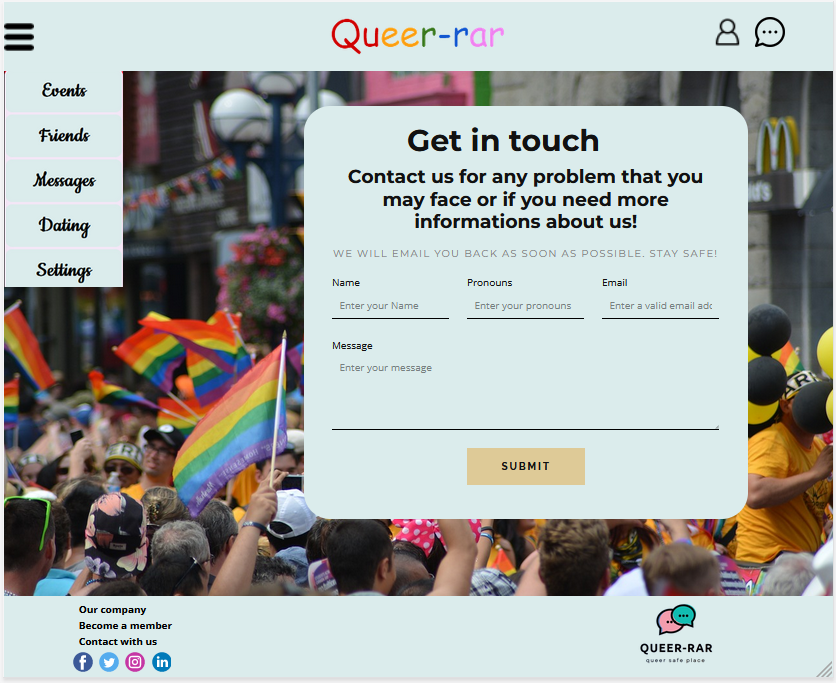 Queer-rar
Events
Friends
Messages
Dating
Settings
Get in touch
Contact us for any problem that you
may face or if you need more
informations about us!
WE WILL EMAIL YOU BACK AS SOON AS POSSIBLE. STAY SAFE!
Name Pronouns Email
Enter your Name Enter your pronouns Enter a valid email adc
Message
Enter your message
SUBMIT
Our company
Become a member
Contact with us
QUEER-RAR
queer safe place